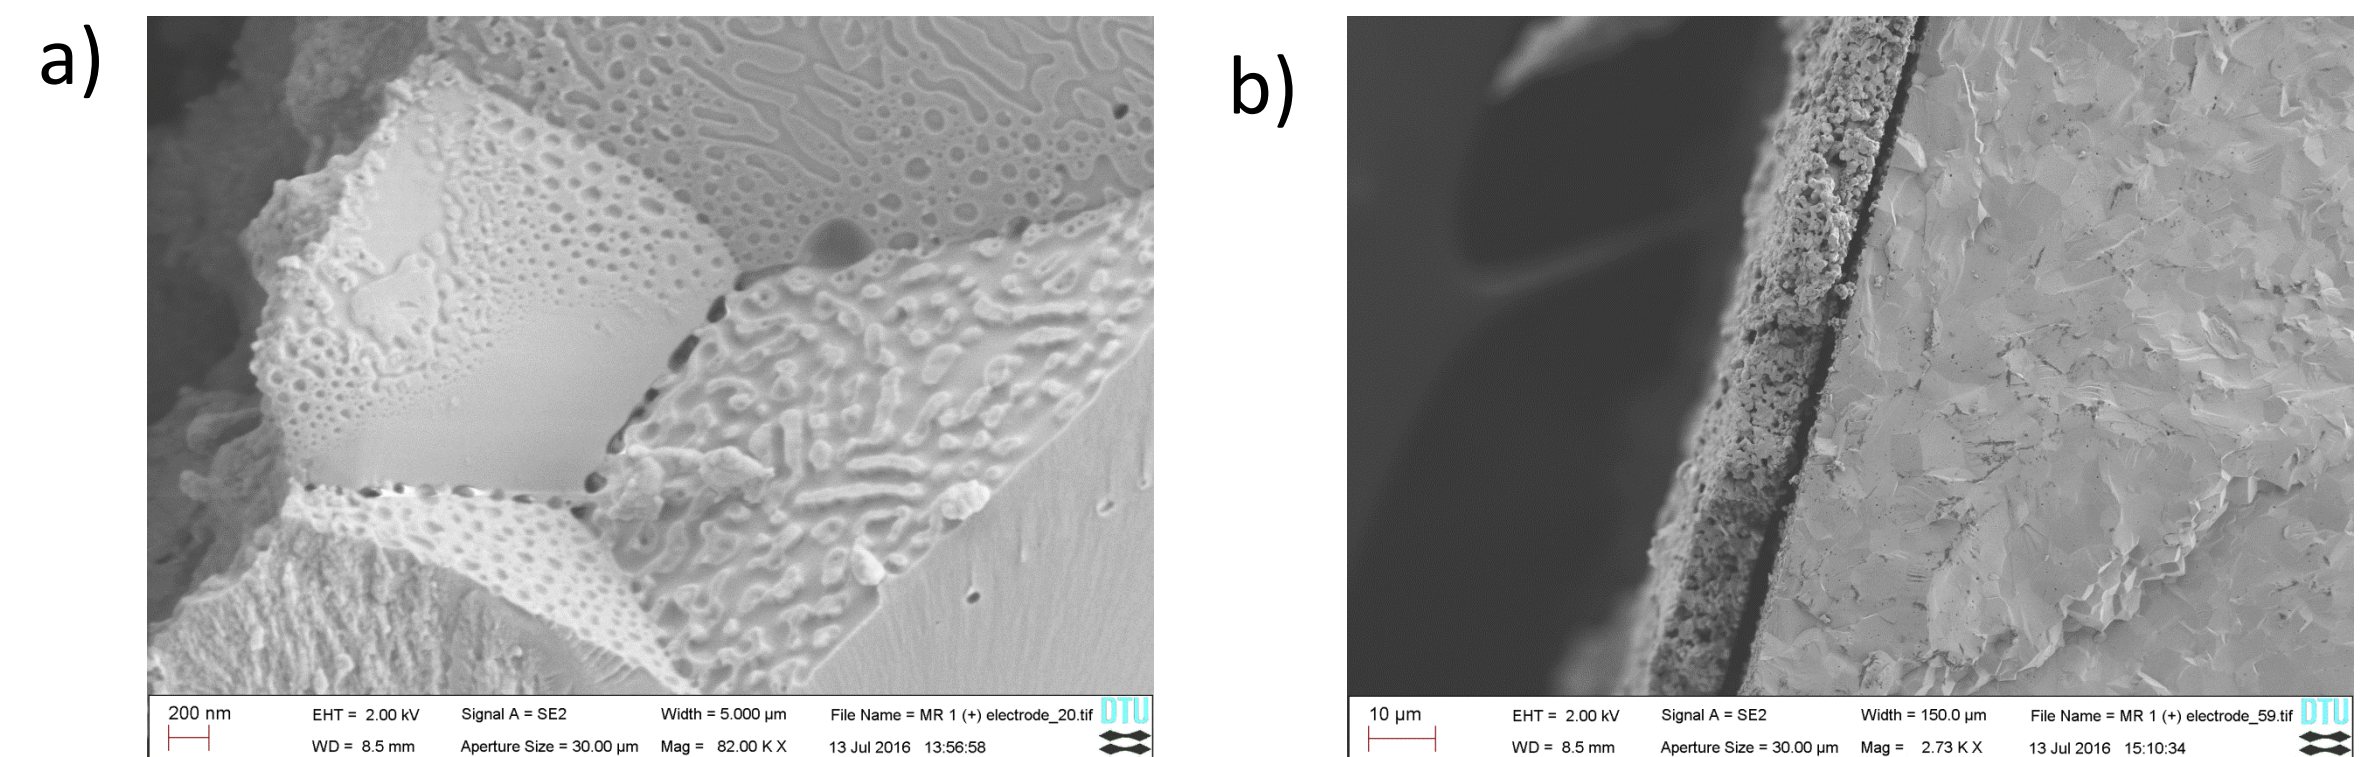 a)
b)
200 nm EHT = 2.00 kV Signal A = SE2 Width = 5.000 µm File Name = MR 1 (+) electrode_20.tif DTU
WD = 8.5 mm Aperture Size = 30.00 µm Mag = 82.00 K X 13 Jul 2016 13:56:58
10 µm EHT = 2.00 kV Signal A = SE2 Width = 150.0 µm File Name = MR 1 (+) electrode_59.tif DTU
WD = 8.5 mm Aperture Size = 30.00 µm Mag = 2.73 K X 13 Jul 2016 15:10:34